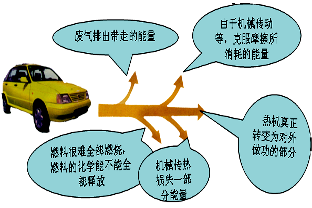 废气排出带走的能量
由于机械传动
等，克服摩擦所
消耗的能量
热机真正
转变为对外
做功的部分
燃料很难全部燃烧，
燃料的化学能不能全
部释放
机械传热
损失一部
分能量